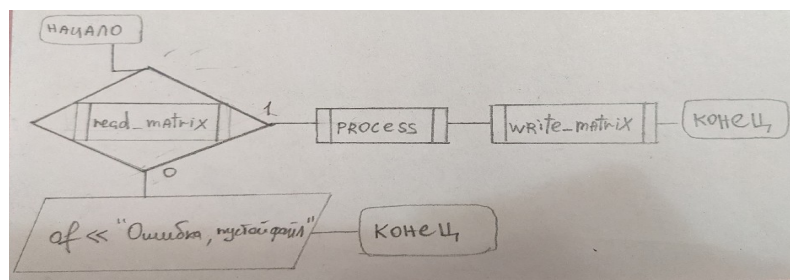 НАЧАЛО
read_matrix
1
PROCESS
WRite_matRiX
КОНЕЦ
0
of << "Ошибка, пустой файл"
КОНЕЦ